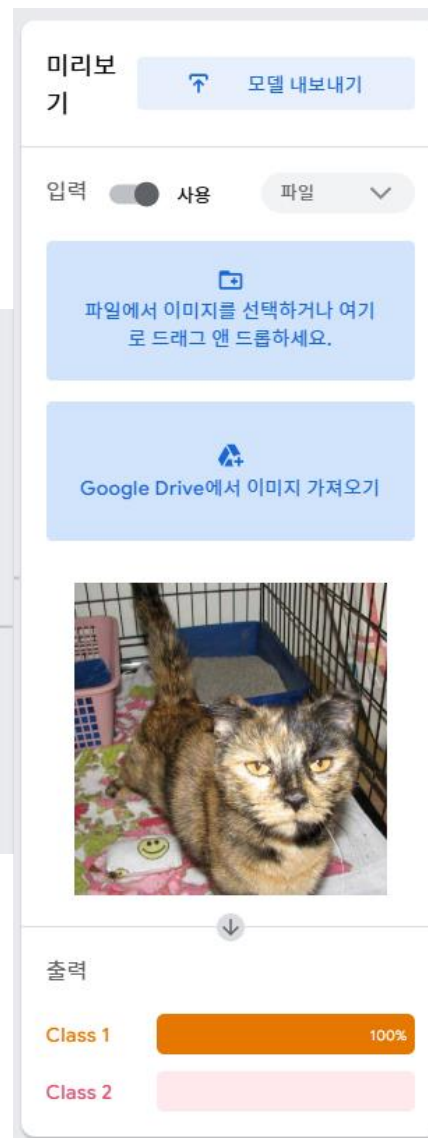 미리보
기
모델 내보내기
입력
사용
파일
파일에서 이미지를 선택하거나 여기
로 드래그 앤 드롭하세요.
Google Drive에서 이미지 가져오기
출력
Class 1
100%
Class 2